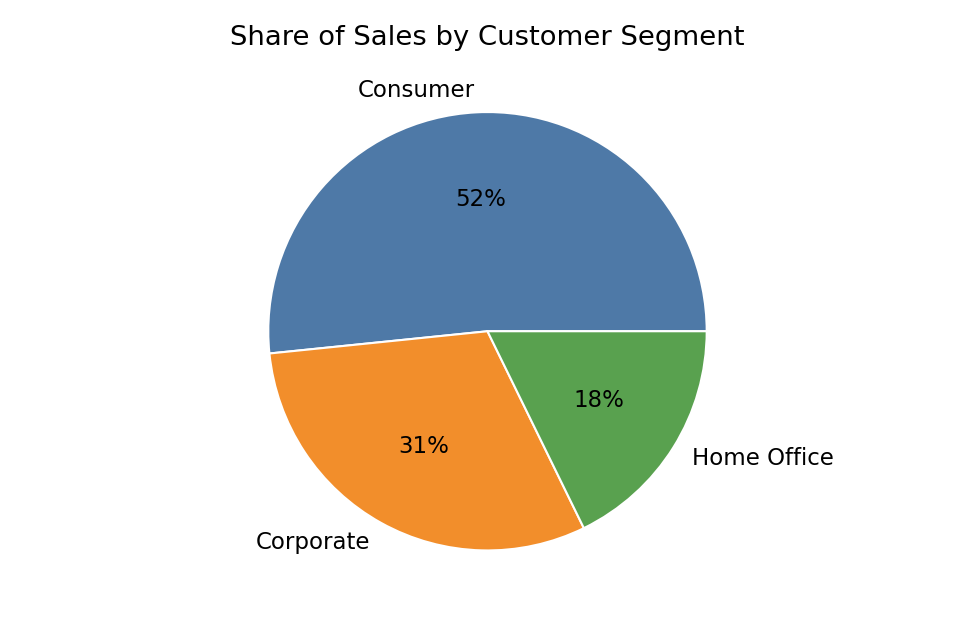 Share of Sales by Customer Segment
Consumer
52%
31%
18%
Corporate
Home Office